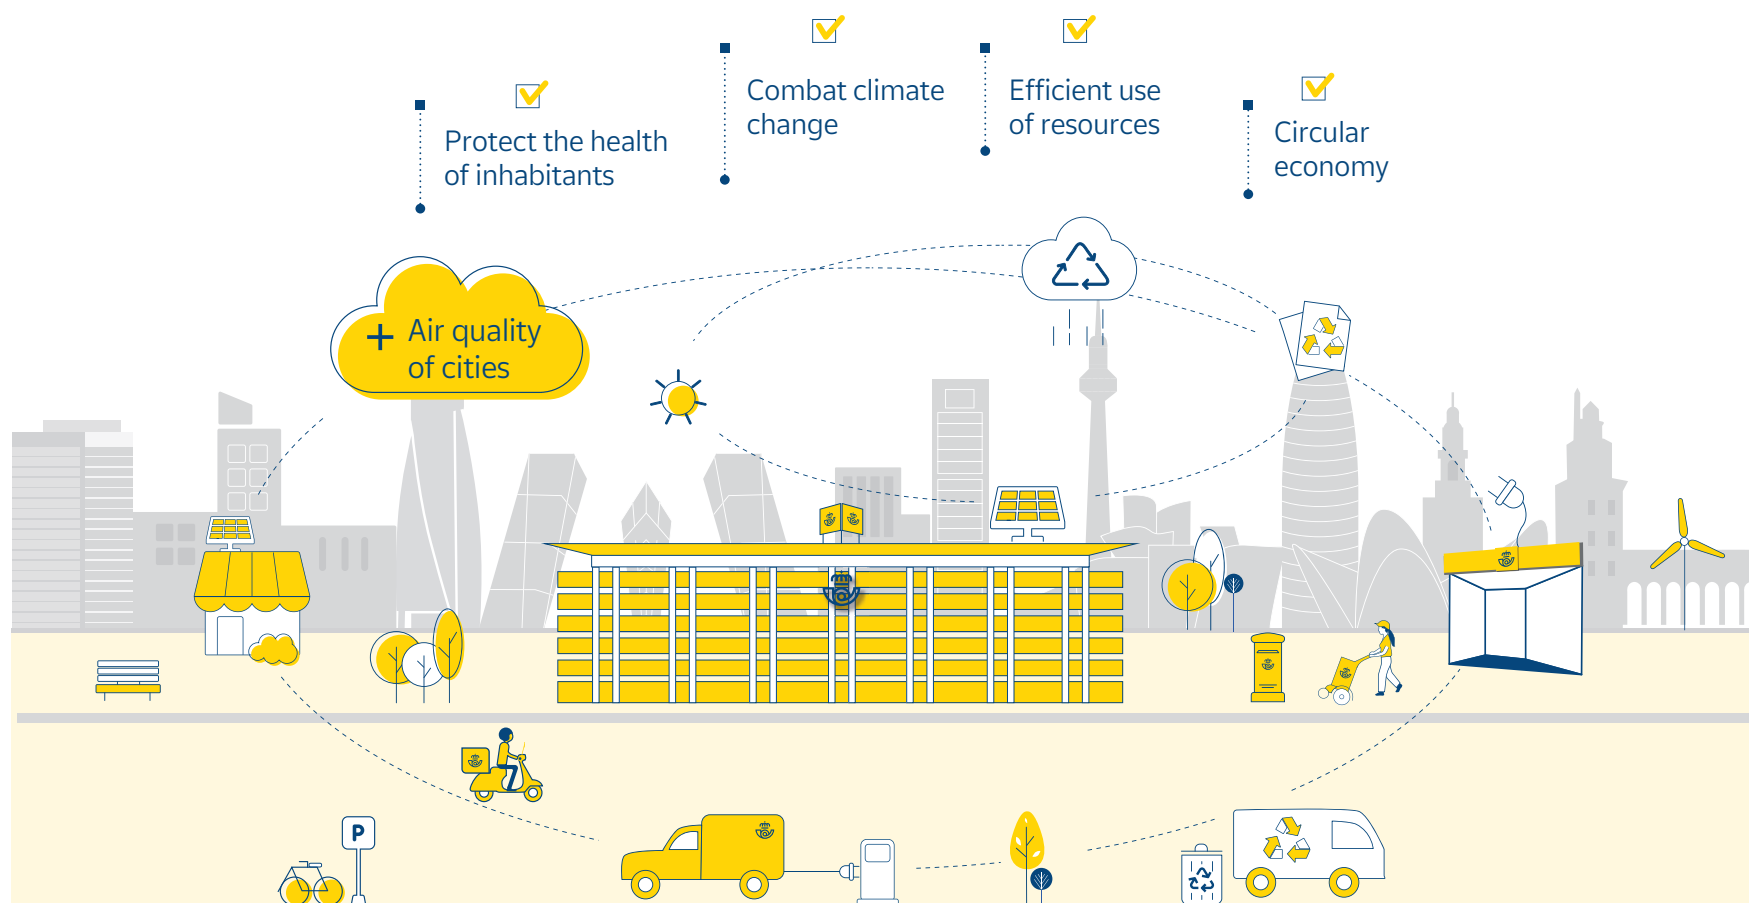 Protect the health
of inhabitants
Combat climate
change
Efficient use
of resources
Circular
economy
+ Air quality
of cities
P